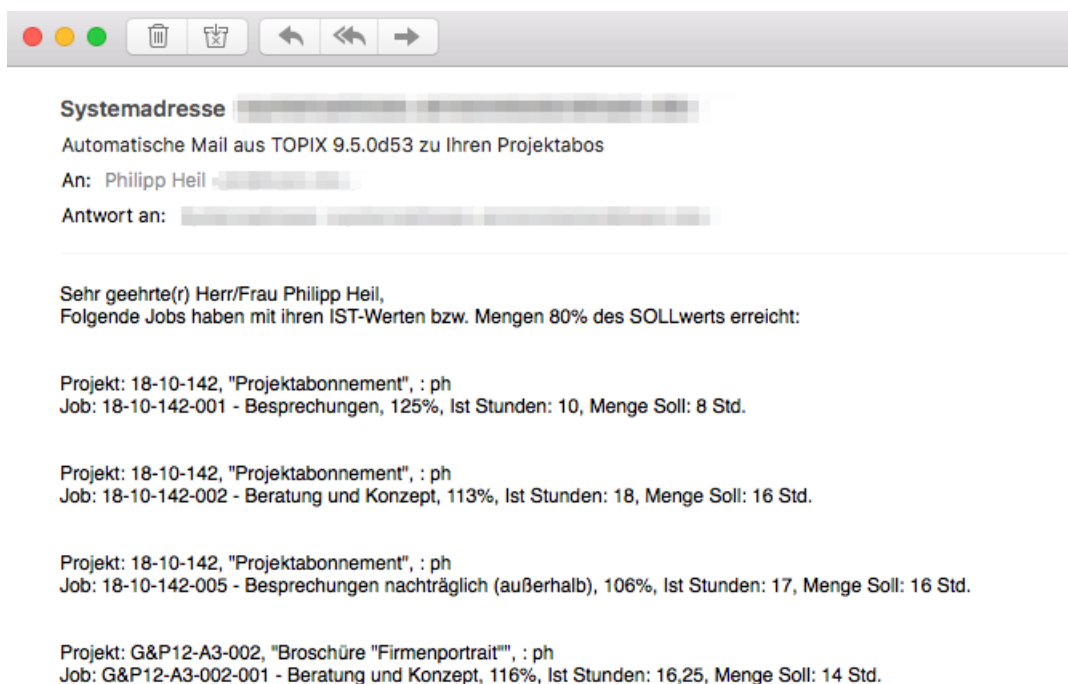 Systemadresse
Automatische Mail aus TOPIX 9.5.0d53 zu Ihren Projektabos
An: Philipp Heil
Antwort an:
Sehr geehrte(r) Herr/Frau Philipp Heil,
Folgende Jobs haben mit ihren IST-Werten bzw. Mengen 80% des SOLLwerts erreicht:
Projekt: 18-10-142, "Projektabonnement", : ph
Job: 18-10-142-001 - Besprechungen, 125%, Ist Stunden: 10, Menge Soll: 8 Std.
Projekt: 18-10-142, "Projektabonnement", : ph
Job: 18-10-142-002 - Beratung und Konzept, 113%, Ist Stunden: 18, Menge Soll: 16 Std.
Projekt: 18-10-142, "Projektabonnement", : ph
Job: 18-10-142-005 - Besprechungen nachträglich (außerhalb), 106%, Ist Stunden: 17, Menge Soll: 16 Std.
Projekt: G&P12-A3-002, "Broschüre "Firmenportrait"", : ph
Job: G&P12-A3-002-001 - Beratung und Konzept, 116%, Ist Stunden: 16,25, Menge Soll: 14 Std.